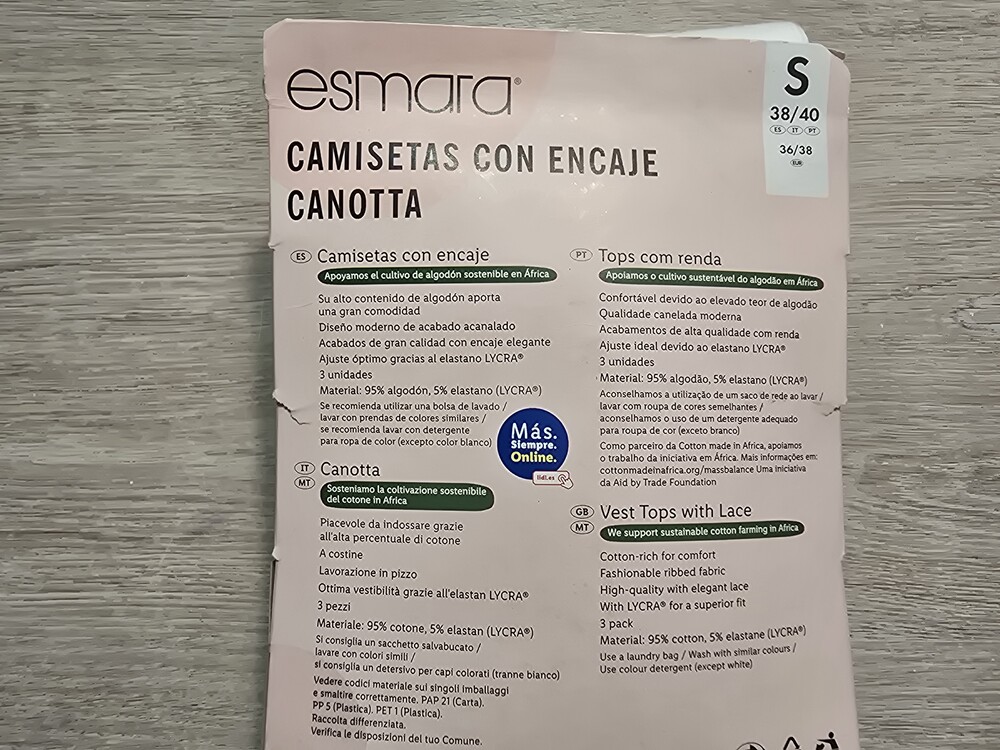 esmara®
S
38/40
ES IT PT
36/38
EUR
CAMISETAS CON ENCAJE
CANOTTA
ES Camisetas con encaje
Apoyamos el cultivo de algodón sostenible en África
Su alto contenido de algodón aporta
una gran comodidad
Diseño moderno de acabado acanalado
Acabados de gran calidad con encaje elegante
Ajuste óptimo gracias al elastano LYCRA®
3 unidades
Material: 95% algodón, 5% elastano (LYCRA®)
Se recomienda utilizar una bolsa de lavado /
lavar con prendas de colores similares /
se recomienda lavar con detergente
para ropa de color (excepto color blanco)
Más.
Siempre.
Online.
lidl.es
IT MT Canotta
Sosteniamo la coltivazione sostenibile
del cotone in Africa
Piacevole da indossare grazie
all'alta percentuale di cotone
A costine
Lavorazione in pizzo
Ottima vestibilità grazie all'elastan LYCRA®
3 pezzi
Materiale: 95% cotone, 5% elastan (LYCRA®)
Si consiglia un sacchetto salvabucato /
lavare con colori simili /
si consiglia un detersivo per capi colorati (tranne bianco)
Vedere codici materiale sui singoli imballaggi
e smaltire correttamente. PAP 21 (Carta).
PP 5 (Plastica). PET 1 (Plastica).
Raccolta differenziata.
Verifica le disposizioni del tuo Comune.
PT Tops com renda
Apoiamos o cultivo sustentável do algodão em África
Confortável devido ao elevado teor de algodão
Qualidade canelada moderna
Acabamentos de alta qualidade com renda
Ajuste ideal devido ao elastano LYCRA®
3 unidades
Material: 95% algodão, 5% elastano (LYCRA®)
Aconselhamos a utilização de um saco de rede ao lavar /
lavar com roupa de cores semelhantes /
aconselhamos o uso de um detergente adequado
para roupa de cor (exceto branco)
Como parceiro da Cotton made in Africa, apoiamos
o trabalho da iniciativa em África. Mais informações em:
cottonmadeinafrica.org/massbalance Uma iniciativa
da Aid by Trade Foundation
GB MT Vest Tops with Lace
We support sustainable cotton farming in Africa
Cotton-rich for comfort
Fashionable ribbed fabric
High-quality with elegant lace
With LYCRA® for a superior fit
3 pack
Material: 95% cotton, 5% elastane (LYCRA®)
Use a laundry bag / Wash with similar colours /
Use colour detergent (except white)